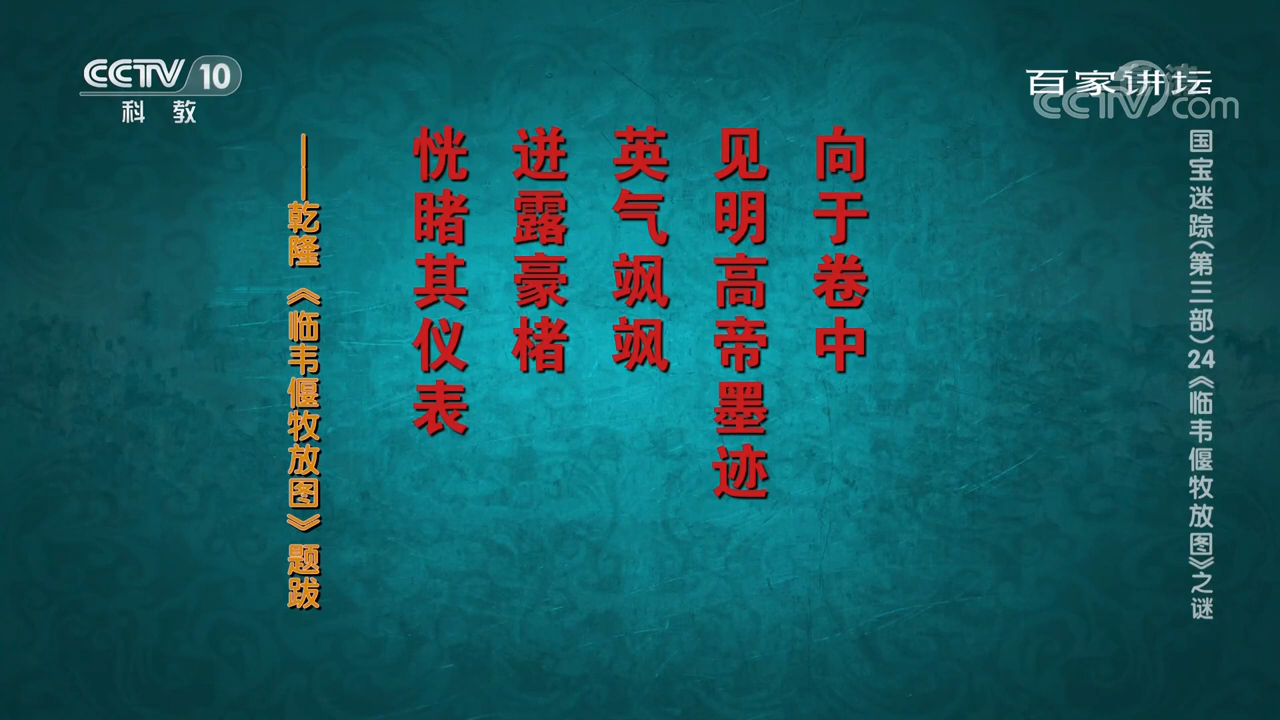 CCTV 10
科教
百家讲坛
CCTV.com
向于卷中
见明高帝墨迹
英气飒飒
迸露豪楮
恍睹其仪表
——乾隆《临韦偃牧放图》题跋
国宝迷踪(第三部)24《临韦偃牧放图》之谜